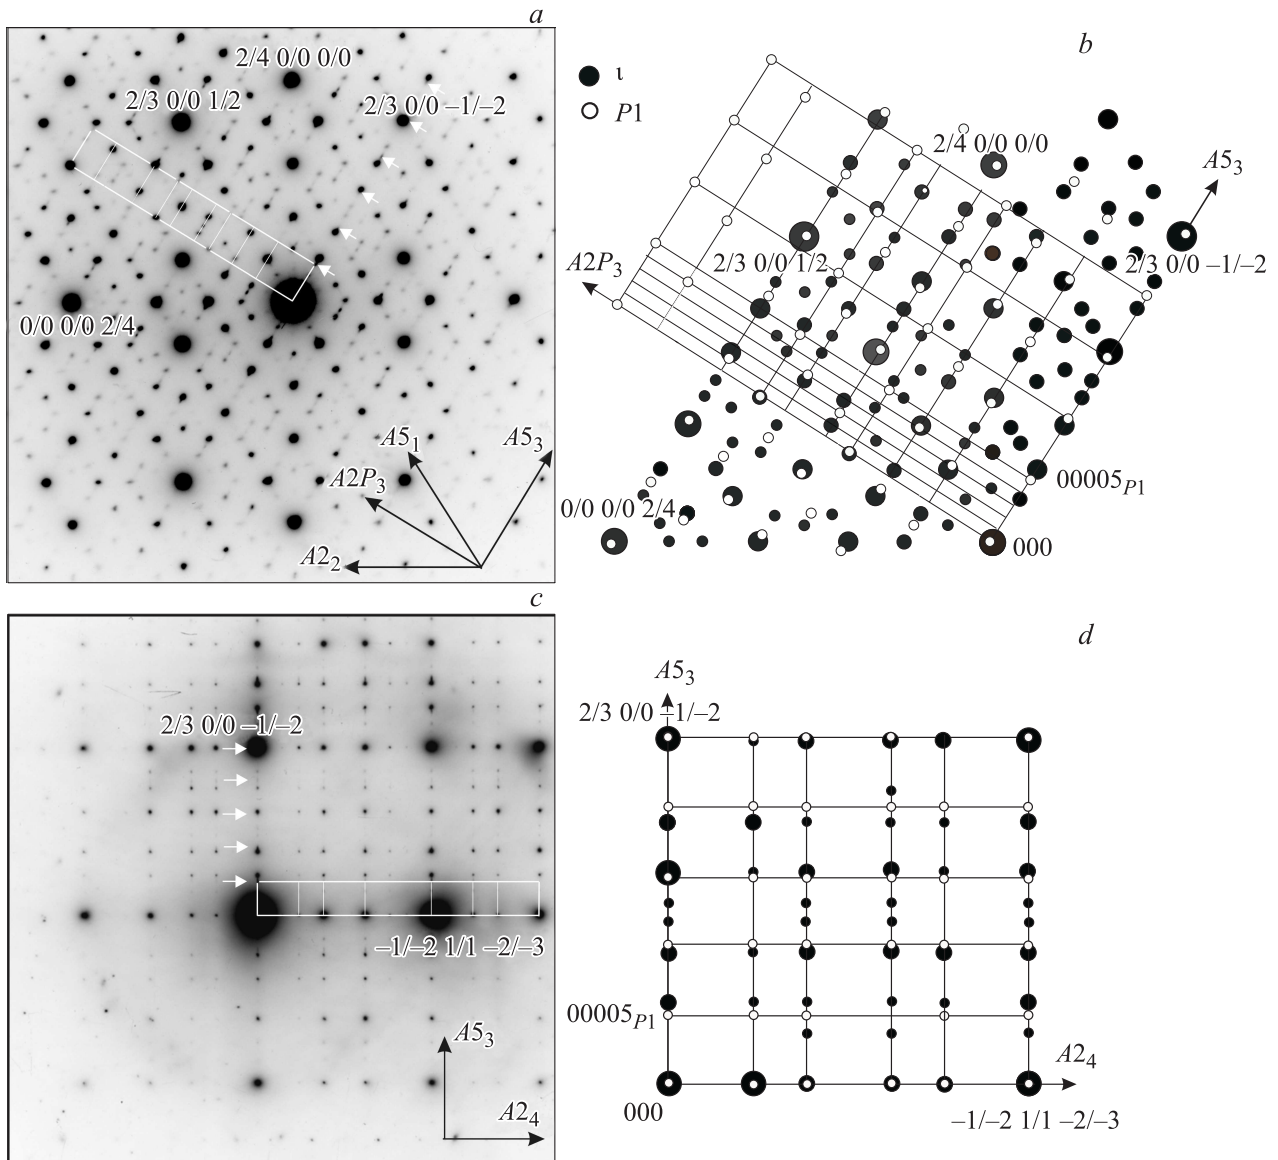 a
2/4 0/0 0/0
2/3 0/0 1/2
2/3 0/0 –1/–2
0/0 0/0 2/4
A5₁
A5₃
A2P₃
A2₂
b
ι
P1
2/4 0/0 0/0
A5₃
2/3 0/0 1/2
2/3 0/0 –1/–2
A2P₃
00005P1
0/0 0/0 2/4
000
c
2/3 0/0 –1/–2
–1/–2 1/1 –2/–3
A5₃
A2₄
d
A5₃
2/3 0/0 –1/–2
00005P1
A2₄
000
–1/–2 1/1 –2/–3